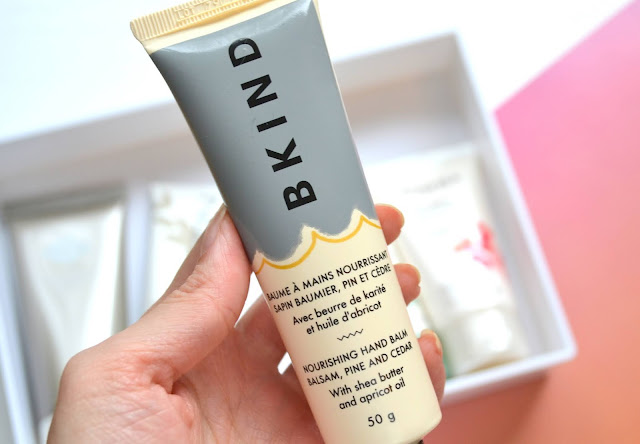 BKIND
BAUME À MAINS NOURRISSANT
SAPIN BAUMIER, PIN ET CÈDRE
Avec beurre de karité
et huile d'abricot
NOURISHING HAND BALM
BALSAM, PINE AND CEDAR
With shea butter
and apricot oil
50 g